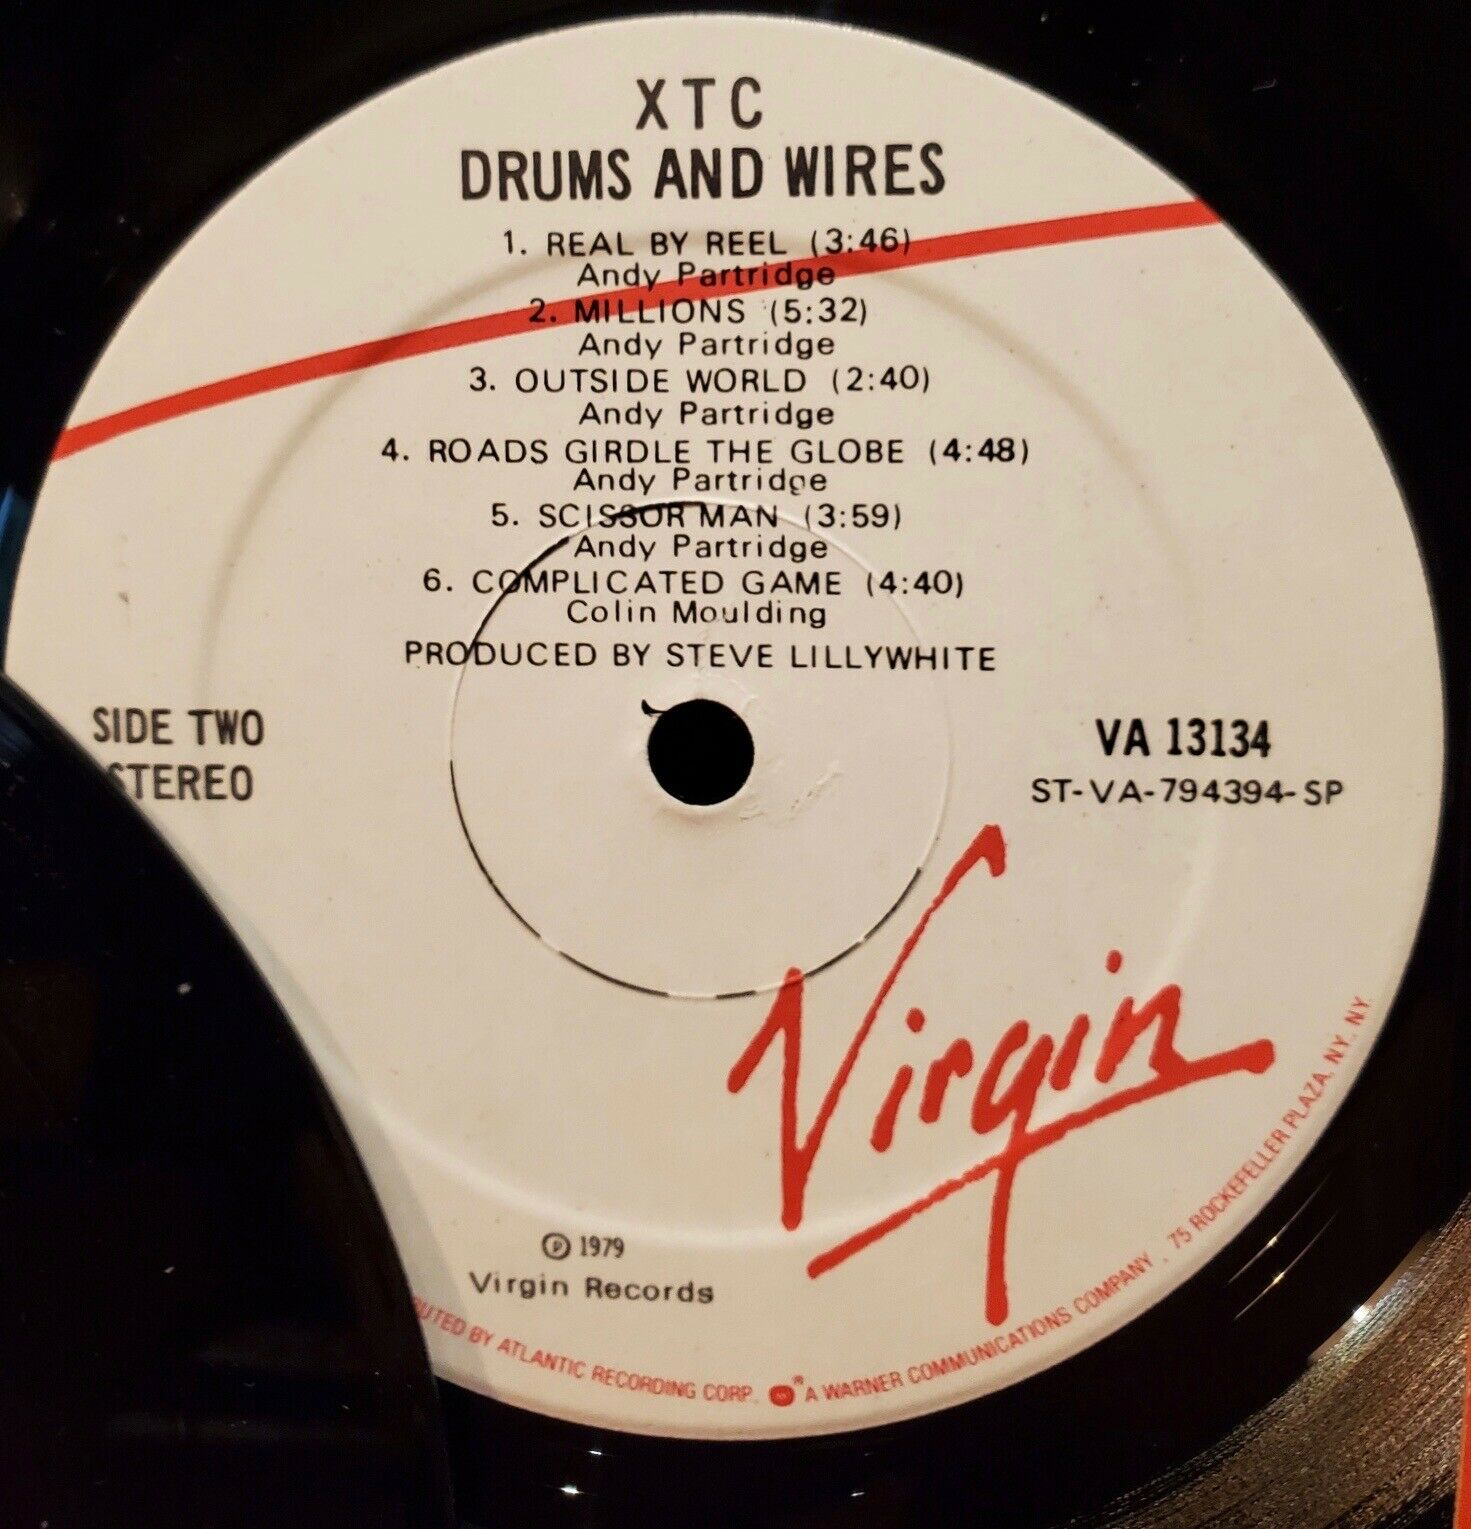 XTC
DRUMS AND WIRES
1. REAL BY REEL (3:46)
Andy Partridge
2. MILLIONS (5:32)
Andy Partridge
3. OUTSIDE WORLD (2:40)
Andy Partridge
4. ROADS GIRDLE THE GLOBE (4:48)
Andy Partridge
5. SCISSOR MAN (3:59)
Andy Partridge
6. COMPLICATED GAME (4:40)
Colin Moulding
PRODUCED BY STEVE LILLYWHITE
SIDE TWO
STEREO
VA 13134
ST-VA-794394-SP
Virgin
℗ 1979
Virgin Records
BY ATLANTIC RECORDING CORP. ® A WARNER COMMUNICATIONS COMPANY . 75 ROCKEFELLER PLAZA, NY. NY.